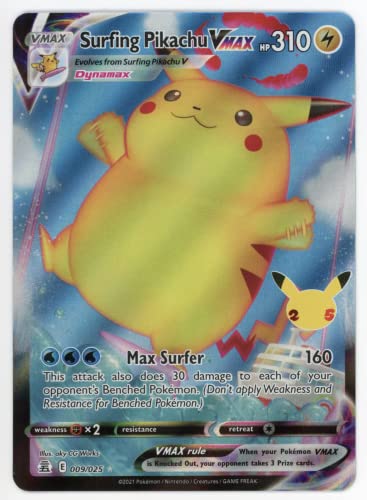 VMAX
Surfing Pikachu VMAX HP 310
Evolves from Surfing Pikachu V
Dynamax
25
Max Surfer 160
This attack also does 30 damage to each of your
opponent's Benched Pokémon. (Don't apply Weakness and
Resistance for Benched Pokémon.)
weakness ×2 resistance retreat
Illus. aky CG Works
E 009/025
VMAX rule When your Pokémon VMAX
is Knocked Out, your opponent takes 3 Prize cards.
©2021 Pokémon / Nintendo / Creatures / GAME FREAK